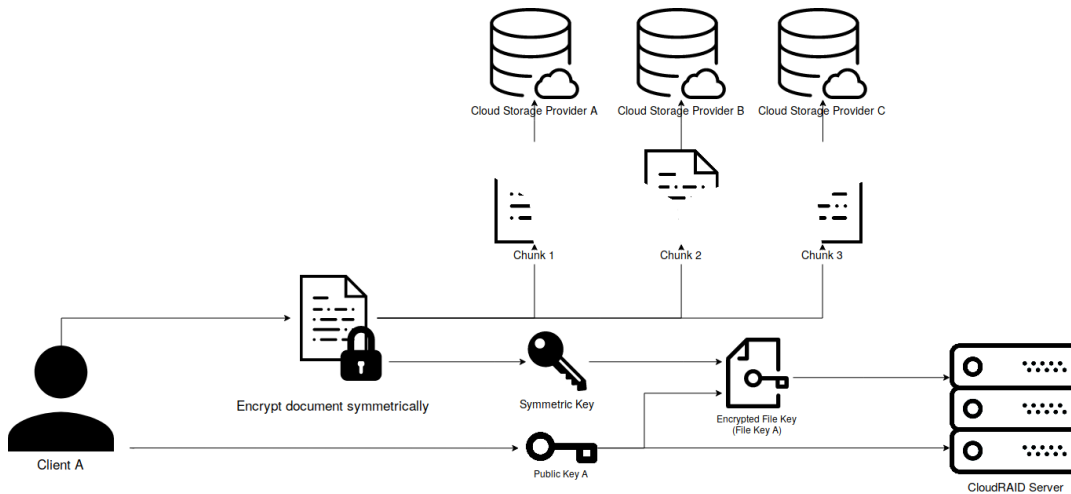 Cloud Storage Provider A
Cloud Storage Provider B
Cloud Storage Provider C
Chunk 1
Chunk 2
Chunk 3
Encrypt document symmetrically
Symmetric Key
Encrypted File Key
(File Key A)
Client A
Public Key A
CloudRAID Server